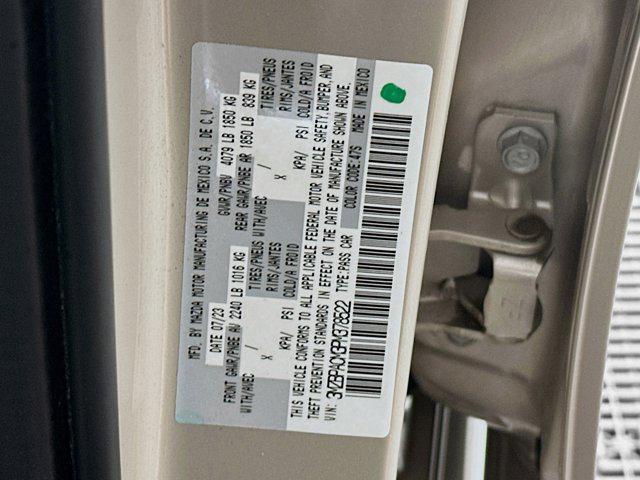 MFD. BY MAZDA MOTOR MANUFACTURING DE MEXICO S.A. DE C.V.
DATE 07/23 GVWR/PNBV 4079 LB 1850 KG
FRONT GAWR/PNBE AV 2240 LB 1016 KG REAR GAWR/PNBE AR 1850 LB 839 KG
WITH/AVEC TIRES/PNEUS WITH/AVEC TIRES/PNEUS
X / RIMS/JANTES X / RIMS/JANTES
KPA/ PSI COLD/A FROID KPA/ PSI COLD/A FROID
THIS VEHICLE CONFORMS TO ALL APPLICABLE FEDERAL MOTOR VEHICLE SAFETY, BUMPER, AND
THEFT PREVENTION STANDARDS IN EFFECT ON THE DATE OF MANUFACTURE SHOWN ABOVE.
VIN: TYPE:PASS CAR COLOR CODE:47S MADE IN MEXICO